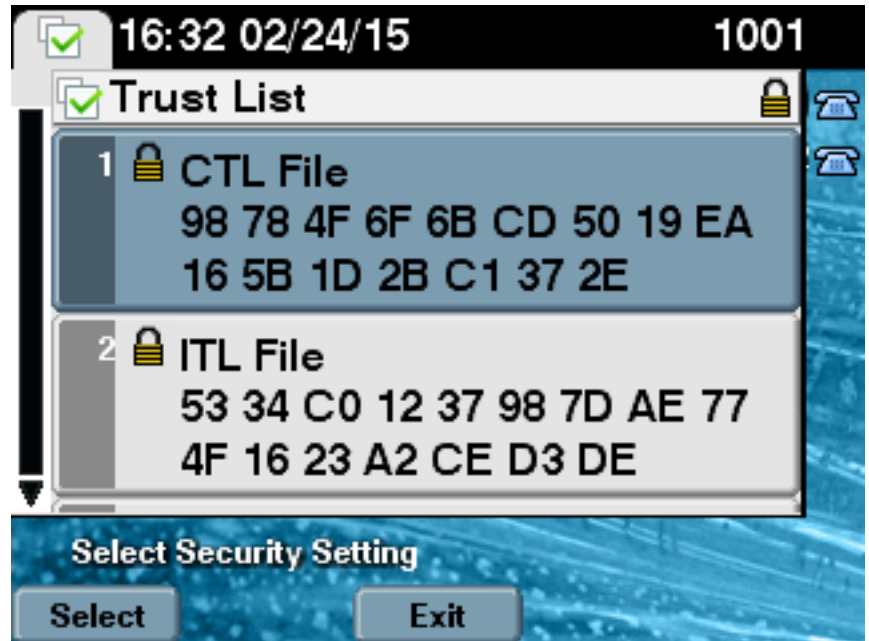 16:32 02/24/15 1001
Trust List
1 CTL File
98 78 4F 6F 6B CD 50 19 EA
16 5B 1D 2B C1 37 2E
2 ITL File
53 34 C0 12 37 98 7D AE 77
4F 16 23 A2 CE D3 DE
Select Security Setting
Select Exit